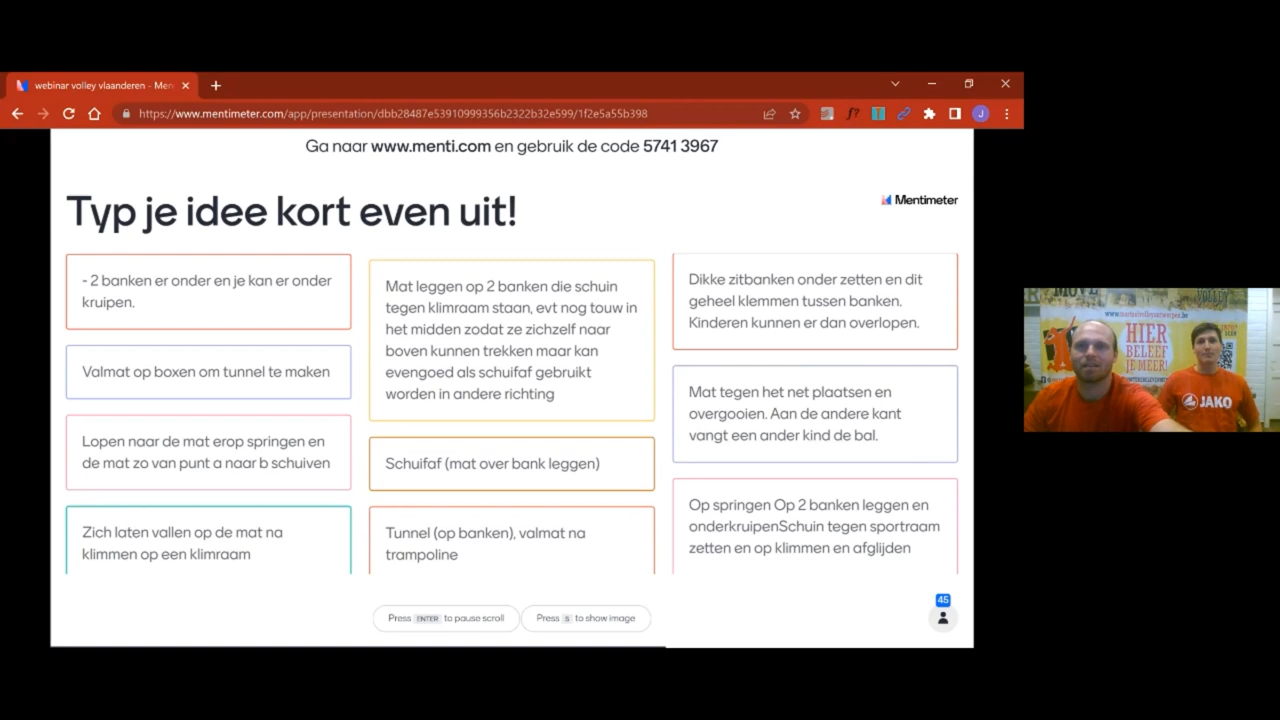 webinar volley vlaanderen - Men
https://www.mentimeter.com/app/presentation/dbb28487e53910999356b2322b32e599/1f2e5a55b398
Ga naar www.menti.com en gebruik de code 5741 3967
Typ je idee kort even uit!
Mentimeter
- 2 banken er onder en je kan er onder
kruipen.
Valmat op boxen om tunnel te maken
Lopen naar de mat erop springen en
de mat zo van punt a naar b schuiven
Zich laten vallen op de mat na
klimmen op een klimraam
Mat leggen op 2 banken die schuin
tegen klimraam staan, evt nog touw in
het midden zodat ze zichzelf naar
boven kunnen trekken maar kan
evengoed als schuifaf gebruikt
worden in andere richting
Schuifaf (mat over bank leggen)
Tunnel (op banken), valmat na
trampoline
Dikke zitbanken onder zetten en dit
geheel klemmen tussen banken.
Kinderen kunnen er dan overlopen.
Mat tegen het net plaatsen en
overgooien. Aan de andere kant
vangt een ander kind de bal.
Op springen Op 2 banken leggen en
onderkruipenSchuin tegen sportraam
zetten en op klimmen en afglijden
Press ENTER to pause scroll
Press S to show image
45
J
HIER
BELEEF
JE MEER!
JAKO